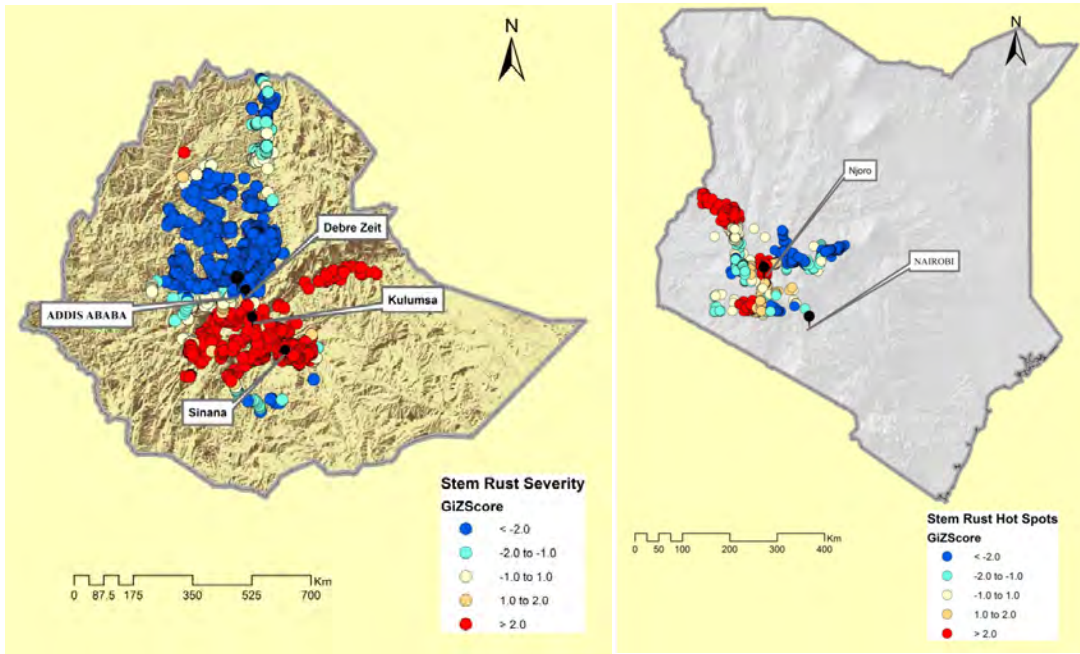 N
Debre Zeit
Kulumsa
ADDIS ABABA
Sinana
Stem Rust Severity
GiZScore
< -2.0
-2.0 to -1.0
-1.0 to 1.0
1.0 to 2.0
> 2.0
Km
0 87.5 175 350 525 700
N
Njoro
NAIROBI
Stem Rust Hot Spots
GiZScore
< -2.0
-2.0 to -1.0
-1.0 to 1.0
1.0 to 2.0
> 2.0
Km
0 25 50 100 200 300 400